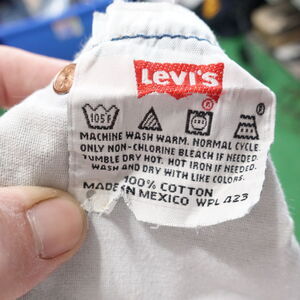 LEVI'S
®
105°F
MACHINE WASH WARM. NORMAL CYCLE.
ONLY NON-CHLORINE BLEACH IF NEEDED.
TUMBLE DRY HOT. HOT IRON IF NEEDED.
WASH AND DRY WITH LIKE COLORS.
100% COTTON
MADE IN MEXICO WPL 423